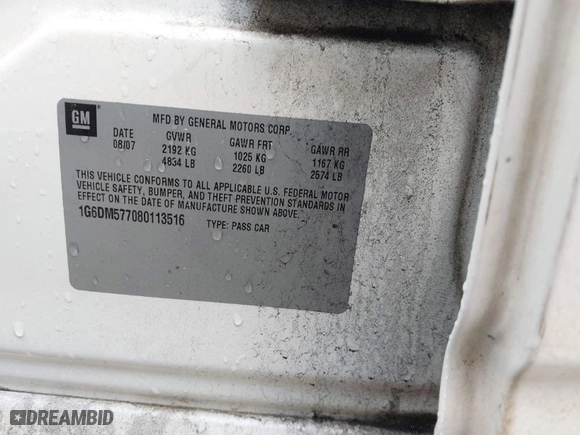 GM
MFD BY GENERAL MOTORS CORP.
DATE GVWR GAWR FRT GAWR RR
08/07 2192 KG 1025 KG 1167 KG
4834 LB 2260 LB 2574 LB
THIS VEHICLE CONFORMS TO ALL APPLICABLE U.S. FEDERAL MOTOR
VEHICLE SAFETY, BUMPER, AND THEFT PREVENTION STANDARDS IN
EFFECT ON THE DATE OF MANUFACTURE SHOWN ABOVE.
1G6DM577080113516 TYPE: PASS CAR
DREAMBID